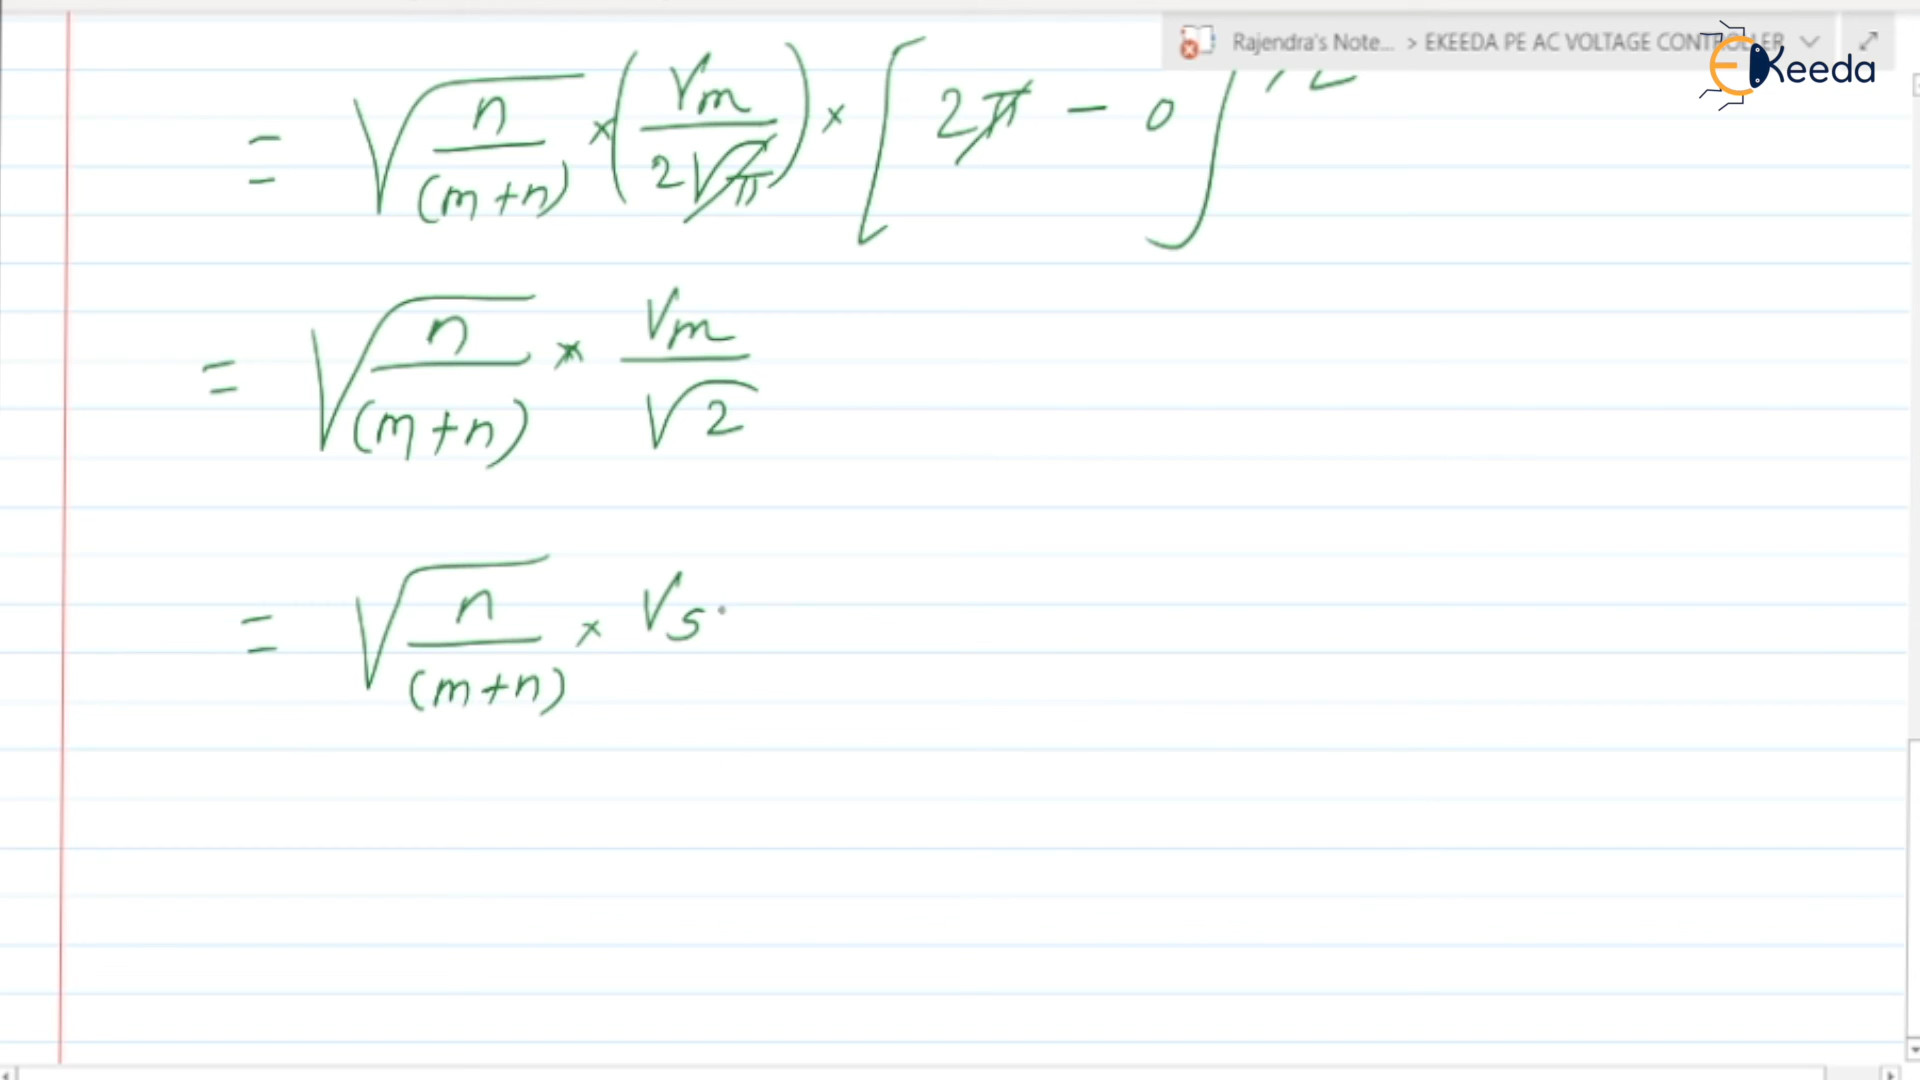 Rajendra's Note... > EKEEDA PE AC VOLTAGE CONTROLLER
EKeeda
= √(n/(m+n)) × (Vm/(2√π)) × [2π - 0]^1/2
= √(n/(m+n)) × Vm/√2
= √(n/(m+n)) × Vs